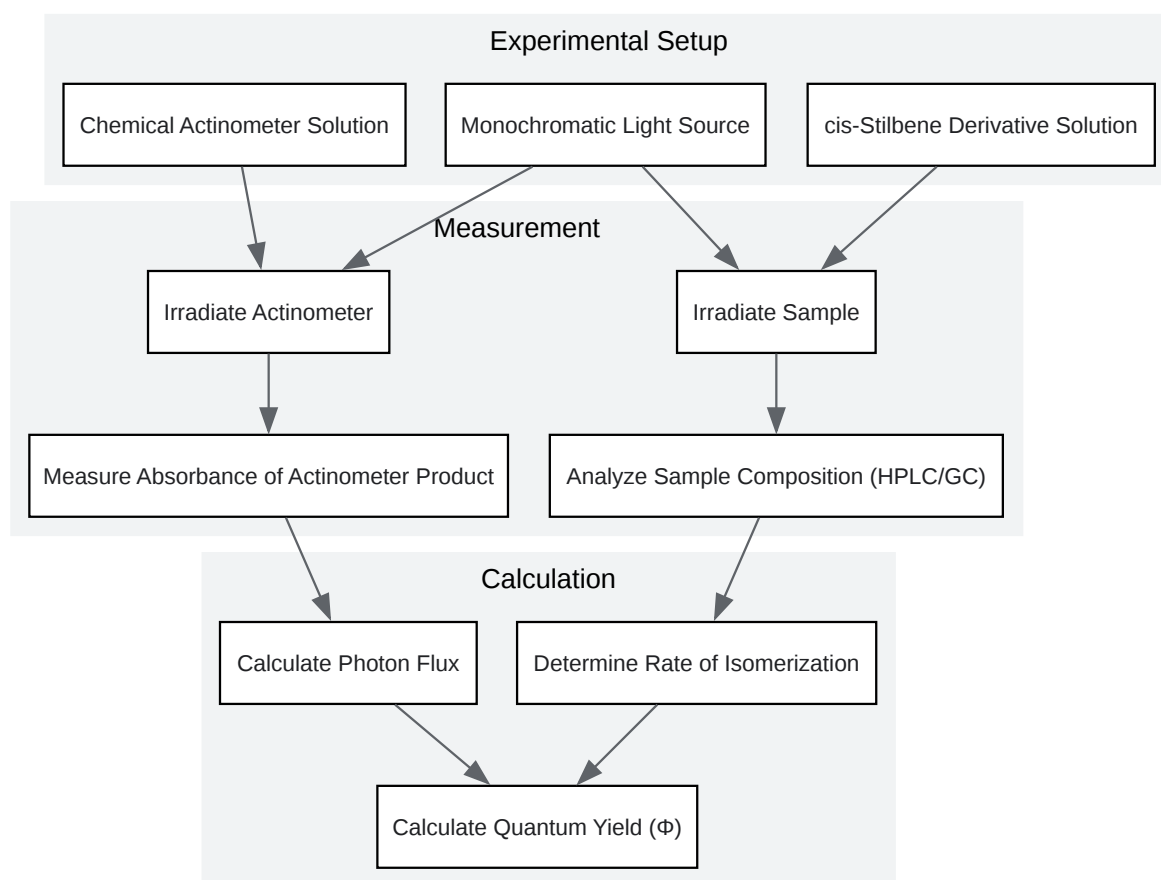 Experimental Setup
Chemical Actinometer Solution
Monochromatic Light Source
cis-Stilbene Derivative Solution
Measurement
Irradiate Actinometer
Irradiate Sample
Measure Absorbance of Actinometer Product
Analyze Sample Composition (HPLC/GC)
Calculation
Calculate Photon Flux
Determine Rate of Isomerization
Calculate Quantum Yield (Φ)